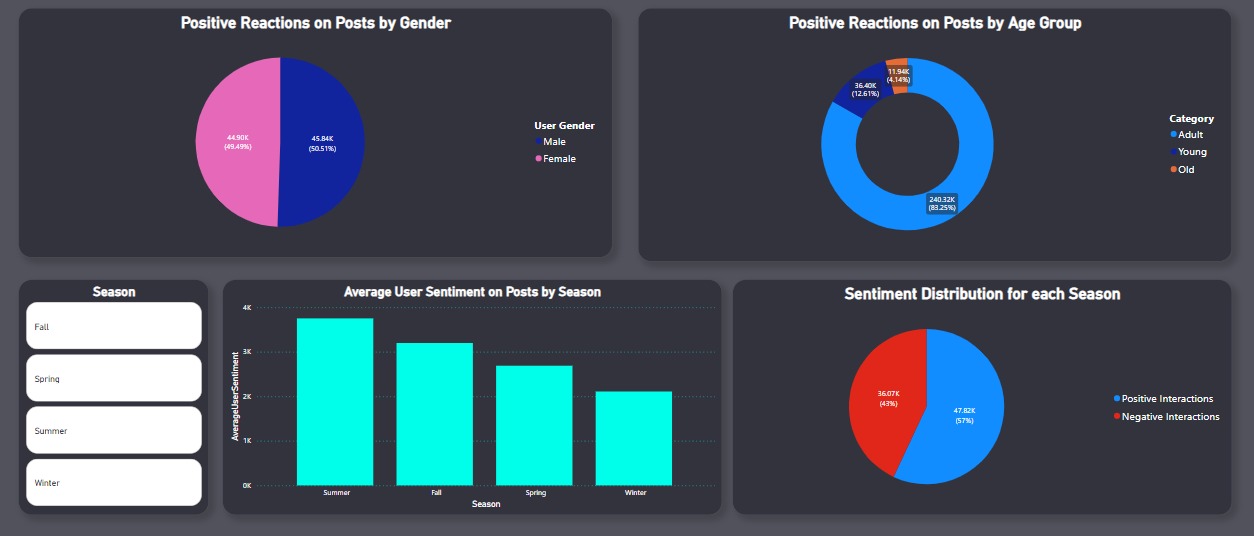 Positive Reactions on Posts by Gender
44.90K
(49.49%)
45.84K
(50.51%)
User Gender
Male
Female
Positive Reactions on Posts by Age Group
11.94K
(4.14%)
36.40K
(12.61%)
240.32K
(83.25%)
Category
Adult
Young
Old
Season
Fall
Spring
Summer
Winter
Average User Sentiment on Posts by Season
AverageUserSentiment
4K
3K
2K
1K
0K
Summer
Fall
Spring
Winter
Season
Sentiment Distribution for each Season
36.07K
(43%)
47.82K
(57%)
Positive Interactions
Negative Interactions